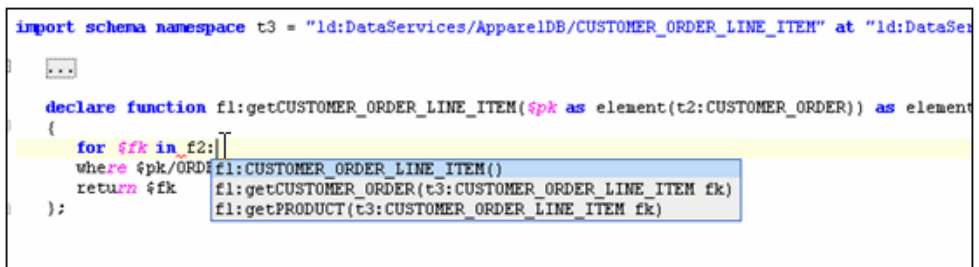 import schema namespace t3 = "ld:DataServices/ApparelDB/CUSTOMER_ORDER_LINE_ITEM" at "ld:DataSer
...
declare function f1:getCUSTOMER_ORDER_LINE_ITEM($pk as element(t2:CUSTOMER_ORDER)) as element
{
for $fk in f2:
where $pk/ORDE
f1:CUSTOMER_ORDER_LINE_ITEM()
return $fk
f1:getCUSTOMER_ORDER(t3:CUSTOMER_ORDER_LINE_ITEM fk)
};
f1:getPRODUCT(t3:CUSTOMER_ORDER_LINE_ITEM fk)